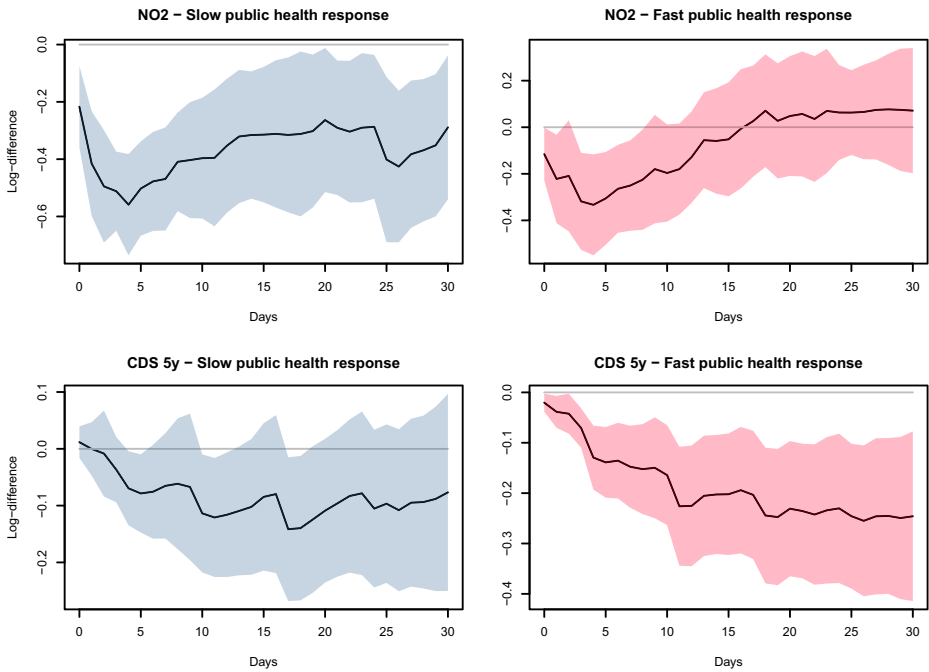 NO2 − Slow public health response
Log−difference
0.0
−0.2
−0.4
−0.6
0 5 10 15 20 25 30
Days
NO2 − Fast public health response
0.2
0.0
−0.2
−0.4
0 5 10 15 20 25 30
Days
CDS 5y − Slow public health response
Log−difference
0.1
0.0
−0.1
−0.2
0 5 10 15 20 25 30
Days
CDS 5y − Fast public health response
0.0
−0.1
−0.2
−0.3
−0.4
0 5 10 15 20 25 30
Days